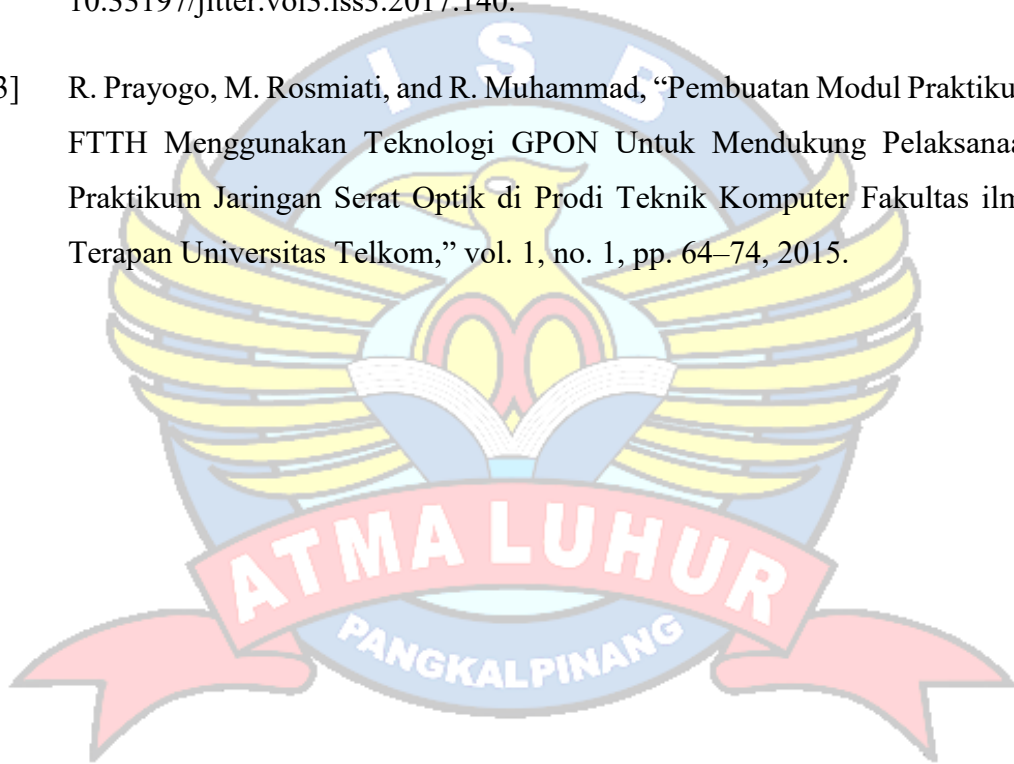 10.33197/jitter.vol3.iss3.2017.140.
3] R. Prayogo, M. Rosmiati, and R. Muhammad, “Pembuatan Modul Praktiku
FTTH Menggunakan Teknologi GPON Untuk Mendukung Pelaksanaa
Praktikum Jaringan Serat Optik di Prodi Teknik Komputer Fakultas ilm
Terapan Universitas Telkom,” vol. 1, no. 1, pp. 64–74, 2015.
I S B
ATMA LUHUR
PANGKALPINANG